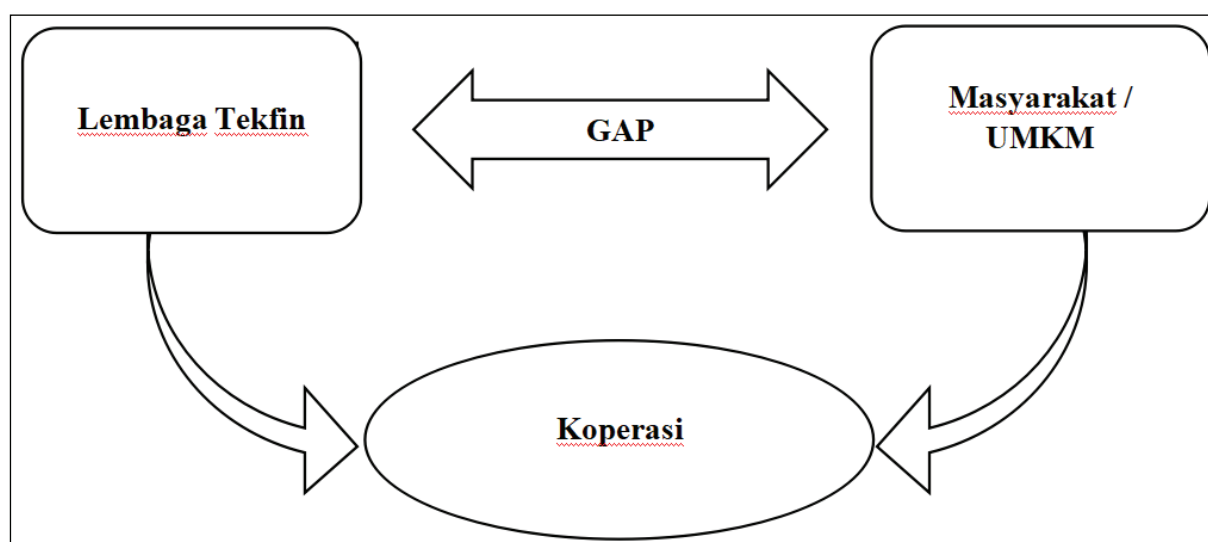 Lembaga Tekfin
GAP
Masyarakat /
UMKM
Koperasi